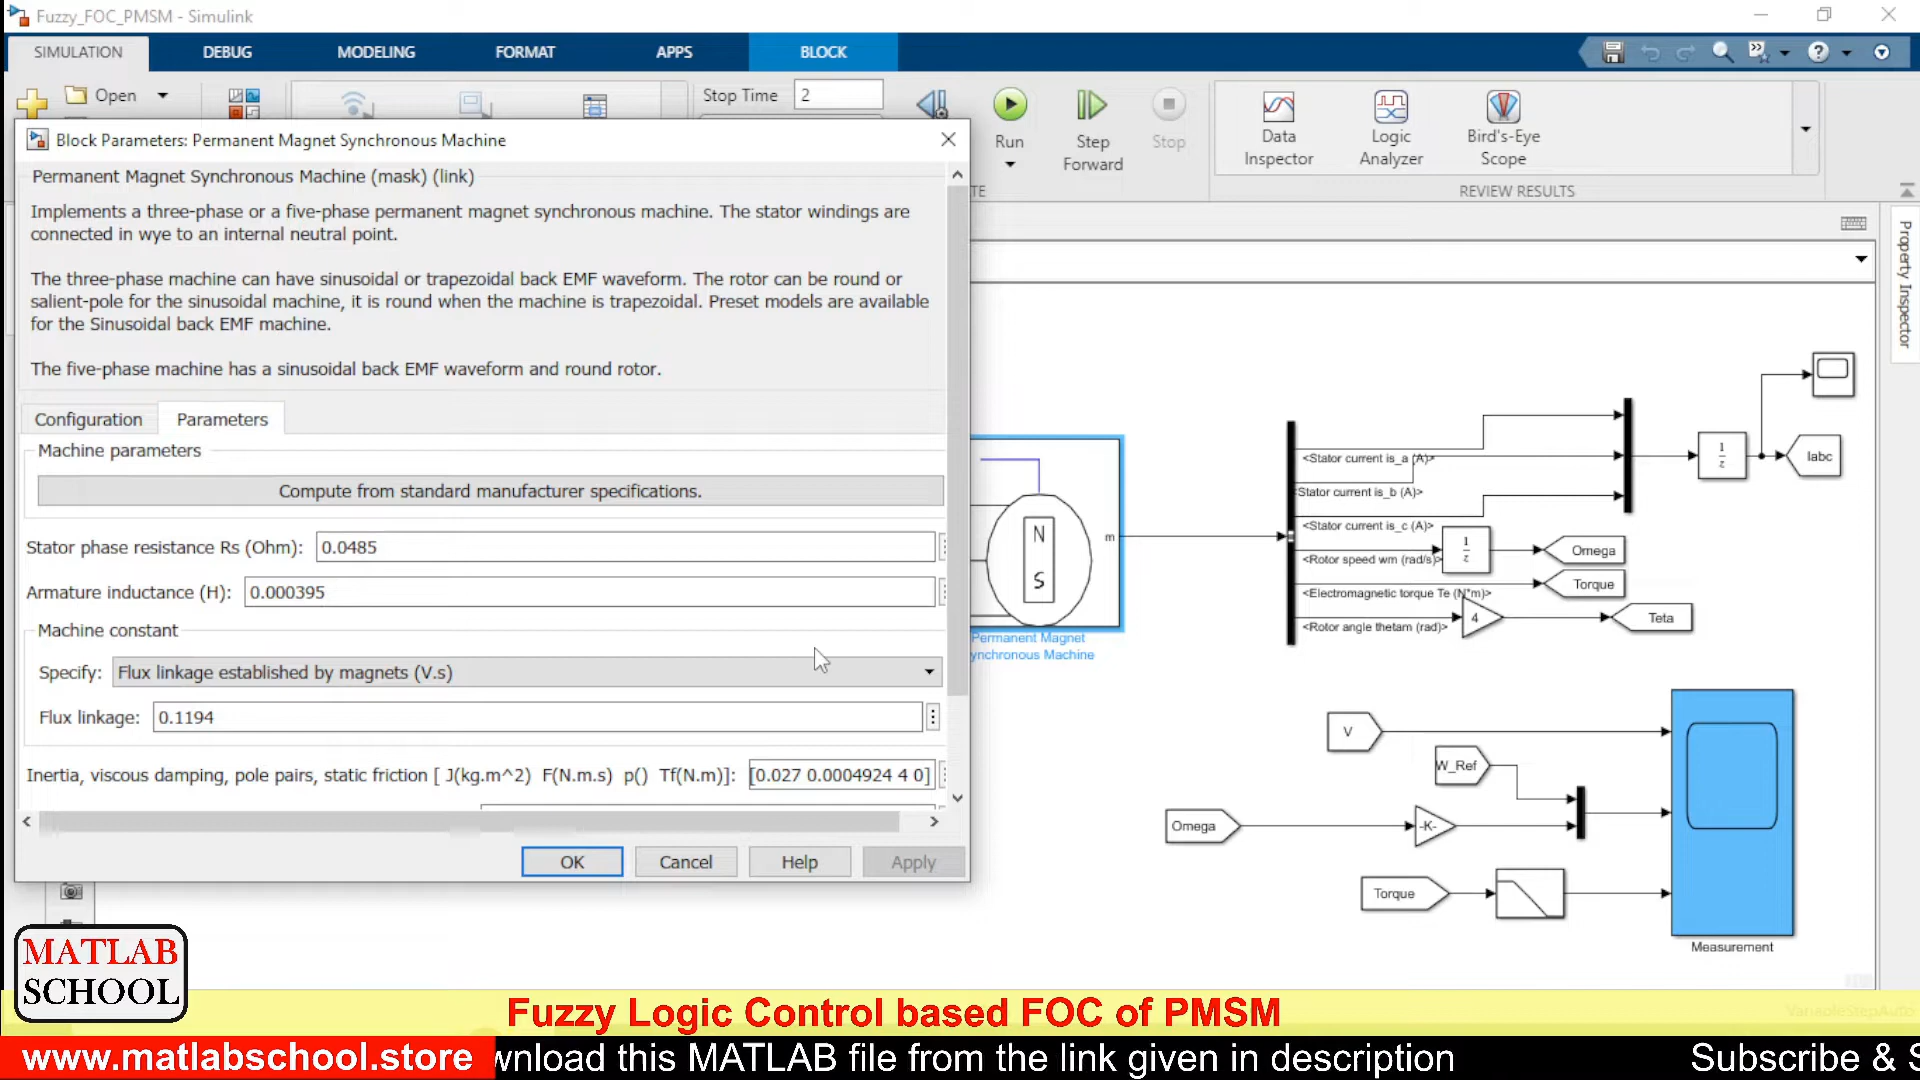 Fuzzy_FOC_PMSM - Simulink
SIMULATION DEBUG MODELING FORMAT APPS BLOCK
Open
Stop Time 2
Run
Step
Forward
Stop
Data
Inspector
Logic
Analyzer
Bird's-Eye
Scope
REVIEW RESULTS
Property Inspector
Block Parameters: Permanent Magnet Synchronous Machine
Permanent Magnet Synchronous Machine (mask) (link)
Implements a three-phase or a five-phase permanent magnet synchronous machine. The stator windings are
connected in wye to an internal neutral point.
The three-phase machine can have sinusoidal or trapezoidal back EMF waveform. The rotor can be round or
salient-pole for the sinusoidal machine, it is round when the machine is trapezoidal. Preset models are available
for the Sinusoidal back EMF machine.
The five-phase machine has a sinusoidal back EMF waveform and round rotor.
Configuration Parameters
Machine parameters
Compute from standard manufacturer specifications.
Stator phase resistance Rs (Ohm): 0.0485
Armature inductance (H): 0.000395
Machine constant
Specify: Flux linkage established by magnets (V.s)
Flux linkage: 0.1194
Inertia, viscous damping, pole pairs, static friction [ J(kg.m^2) F(N.m.s) p() Tf(N.m)]: [0.027 0.0004924 4 0]
OK Cancel Help Apply
N
S
m
Permanent Magnet
ynchronous Machine
<Stator current is_a (A)>
Stator current is_b (A)>
<Stator current is_c (A)>
<Rotor speed wm (rad/s)>
<Electromagnetic torque Te (N*m)>
<Rotor angle thetam (rad)>
1
z
Iabc
1
z
Omega
Torque
4
Teta
V
W_Ref
Omega
-K-
Torque
Measurement
VariableStepAuto
MATLAB
SCHOOL
Fuzzy Logic Control based FOC of PMSM
www.matlabschool.store
wnload this MATLAB file from the link given in description
Subscribe & S